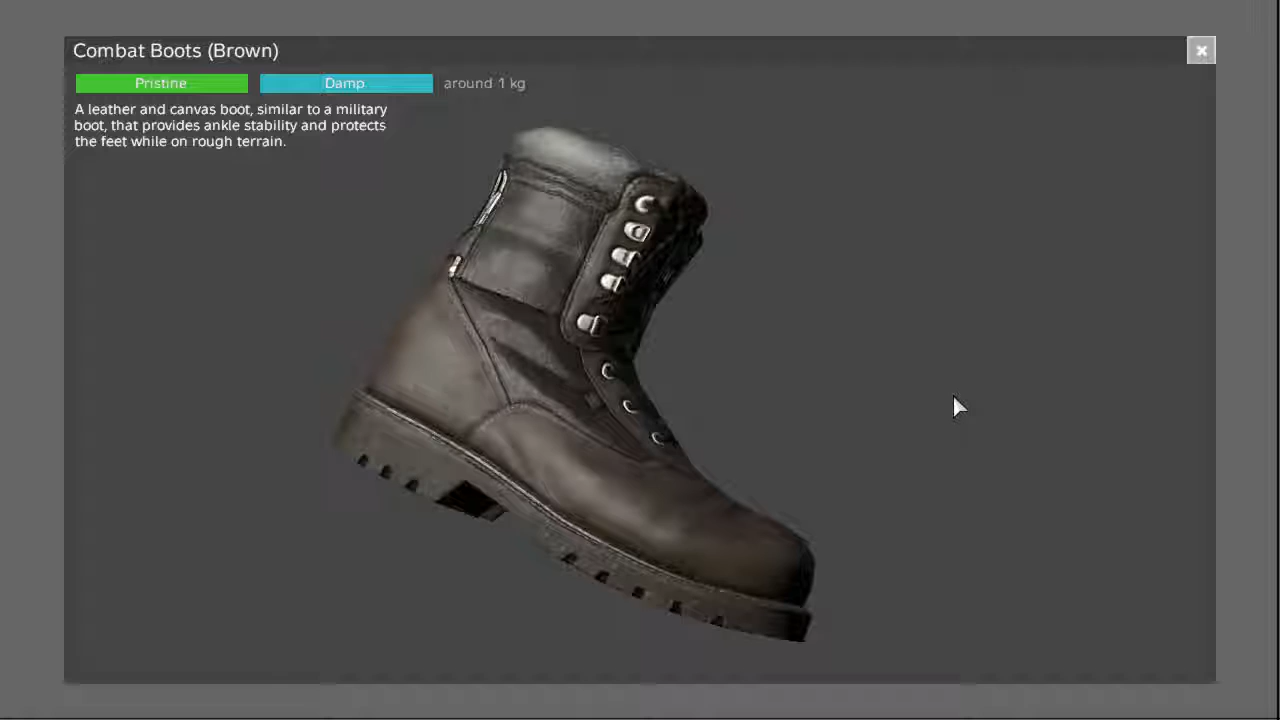 Combat Boots (Brown)
Pristine Damp around 1 kg
A leather and canvas boot, similar to a military
boot, that provides ankle stability and protects
the feet while on rough terrain.